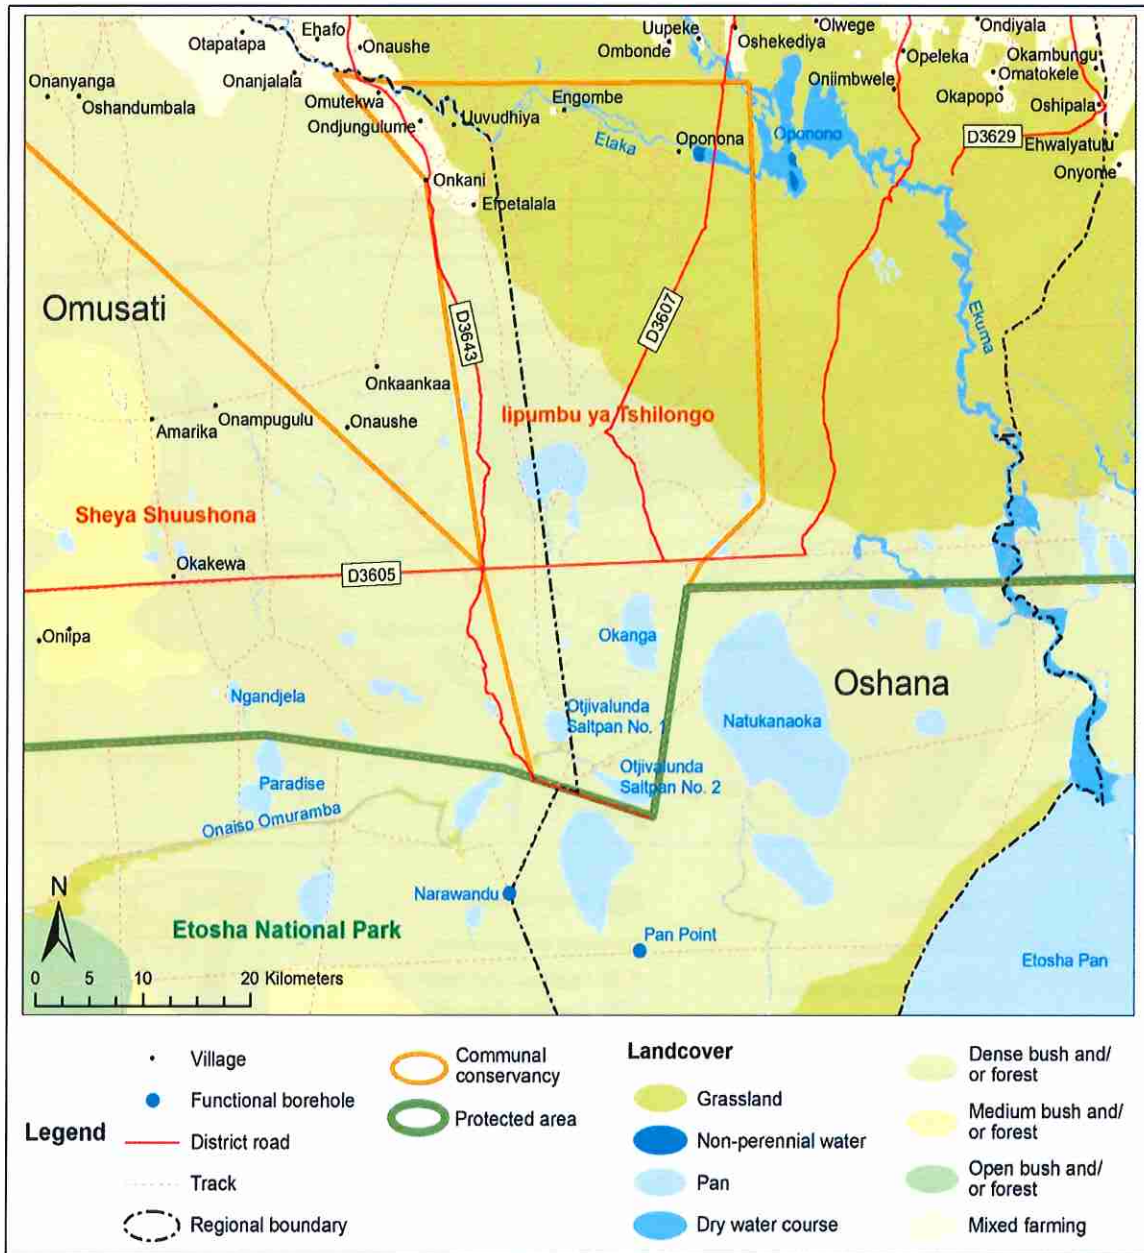 Ehafo
Otapatapa
Onaushe
Uupeke
Ombonde
Oshekediya
Olwege
Ondiyala
Opeleka
Okambungu
Omatokele
Onanyanga
Oshandumbala
Onanjalala
Omutekwa
Ondjungulume
Uuvudhiya
Engombe
Oniimbwele
Okapopo
Oshipala
Etaka
Oponona
Oponono
D3629
Ehwalyatutu
Onyome
Onkani
Efpetalala
Omusati
D3643
D3607
Ekuma
Onkaankaa
Amarika
Onampugulu
Onaushe
Iipumbu ya Tshilongo
Sheya Shuushona
Okakewa
D3605
Oniipa
Okanga
Oshana
Ngandjela
Otjivalunda
Saltpan No. 1
Natukanaoka
Otjivalunda
Saltpan No. 2
Paradise
Onaiso Omuramba
N
Narawandu
Etosha National Park
Pan Point
Etosha Pan
0 5 10 20 Kilometers
Legend
Village
Functional borehole
District road
Track
Regional boundary
Communal
conservancy
Protected area
Landcover
Grassland
Non-perennial water
Pan
Dry water course
Dense bush and/
or forest
Medium bush and/
or forest
Open bush and/
or forest
Mixed farming